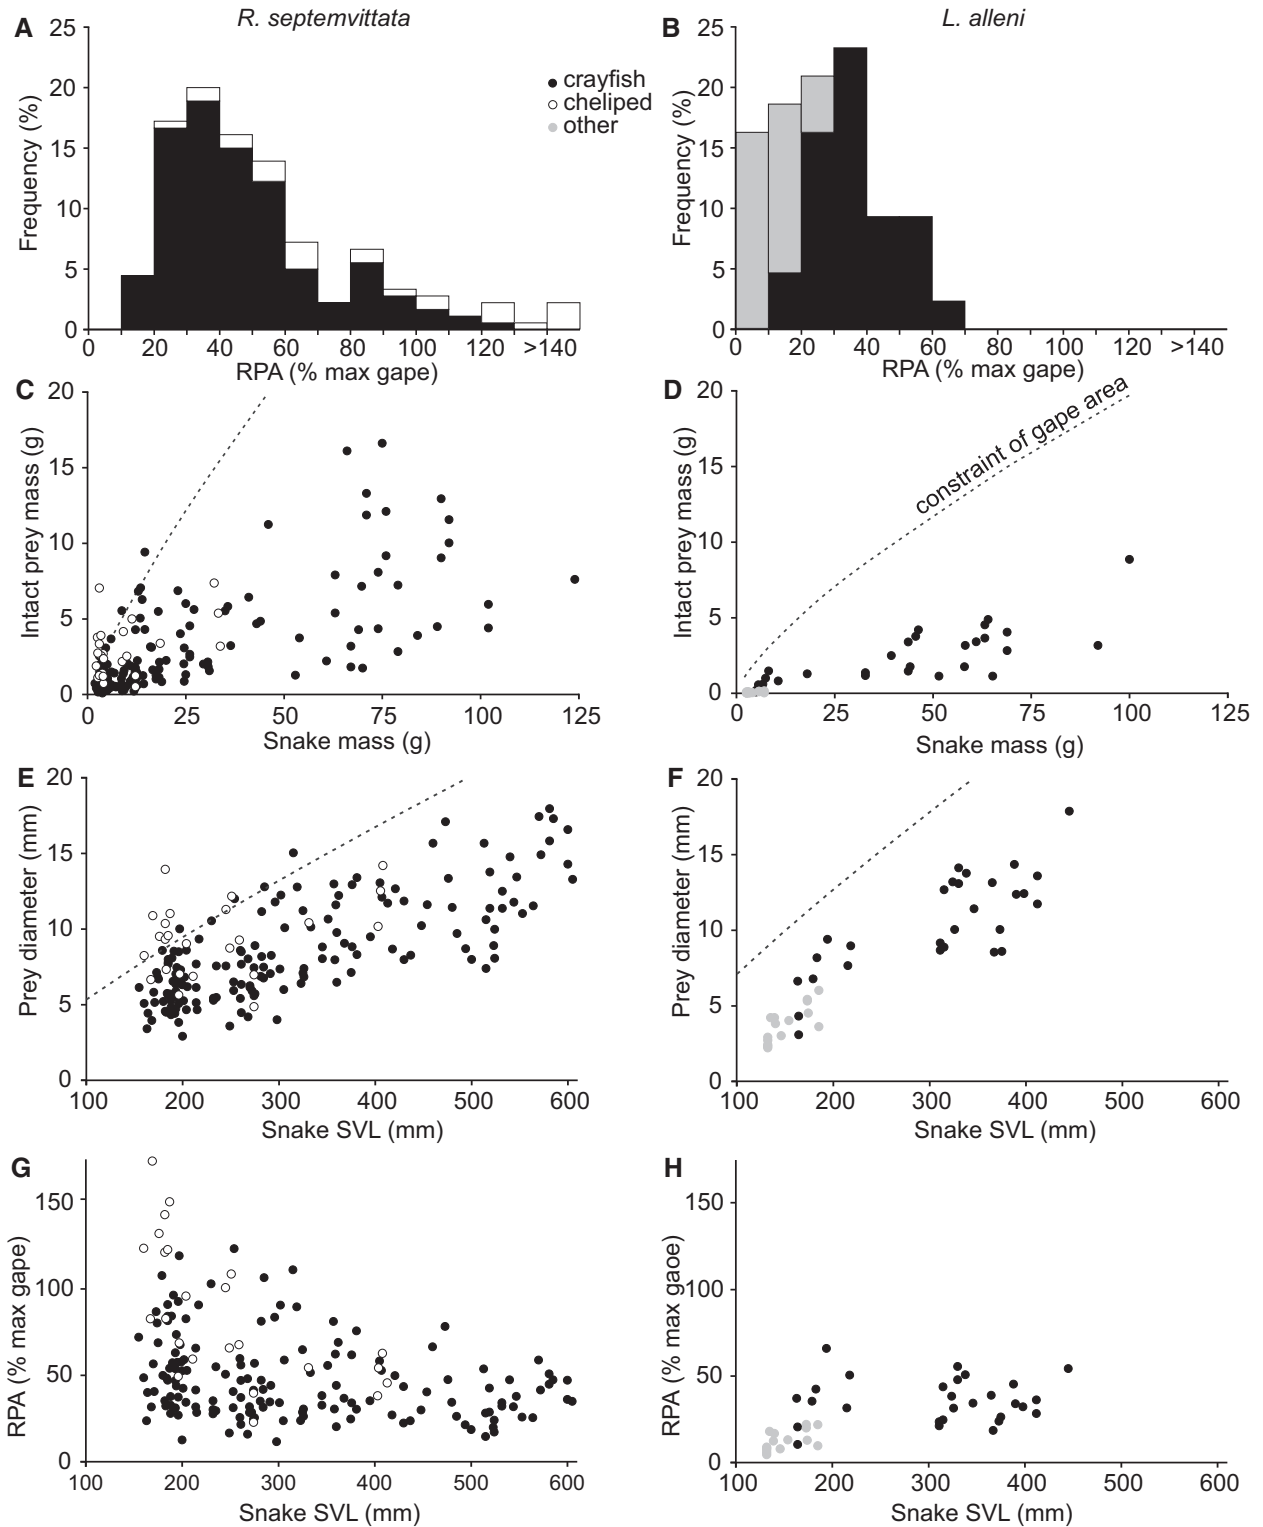 A
R. septemvittata
25
20
15
10
5
0
Frequency (%)
0 20 40 60 80 100 120 >140
RPA (% max gape)
crayfish
cheliped
other
B
L. alleni
25
20
15
10
5
0
Frequency (%)
0 20 40 60 80 100 120 >140
RPA (% max gape)
C
20
15
10
5
0
Intact prey mass (g)
0 25 50 75 100 125
Snake mass (g)
D
20
15
10
5
0
Intact prey mass (g)
constraint of gape area
0 25 50 75 100 125
Snake mass (g)
E
20
15
10
5
0
Prey diameter (mm)
100 200 300 400 500 600
Snake SVL (mm)
F
20
15
10
5
0
Prey diameter (mm)
100 200 300 400 500 600
Snake SVL (mm)
G
150
100
50
0
RPA (% max gape)
100 200 300 400 500 600
Snake SVL (mm)
H
150
100
50
0
RPA (% max gaoe)
100 200 300 400 500 600
Snake SVL (mm)